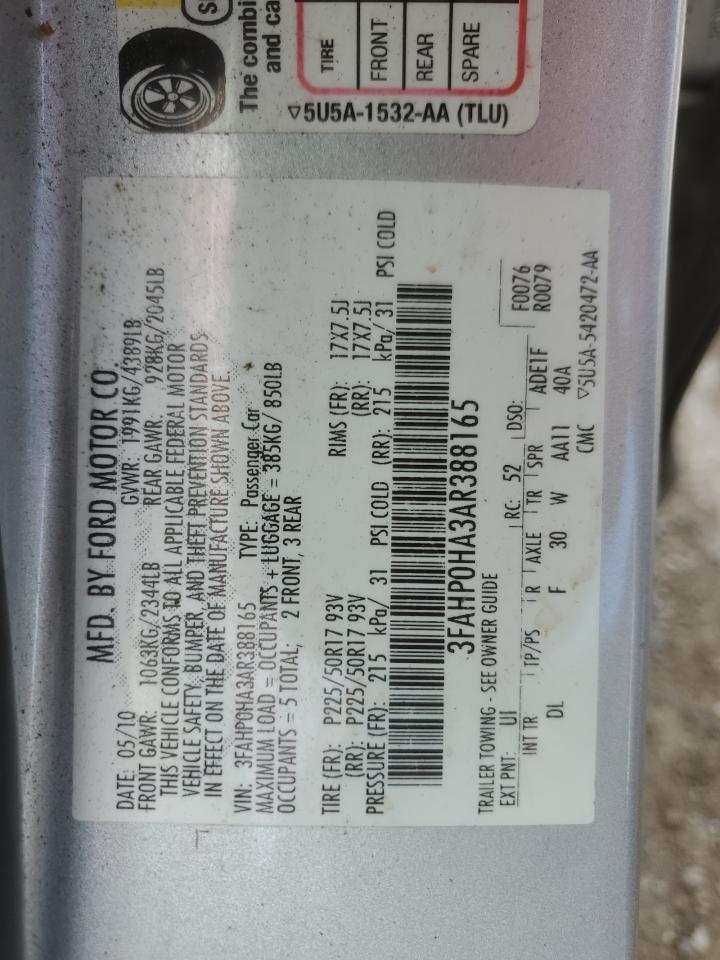 S
The combi
and ca
TIRE
FRONT
REAR
SPARE
▽5U5A-1532-AA (TLU)
MFD. BY FORD MOTOR CO.
DATE: 05/10 GVWR: 1991KG/4389LB
FRONT GAWR: 1063KG/2344LB REAR GAWR: 928KG/2045LB
THIS VEHICLE CONFORMS TO ALL APPLICABLE FEDERAL MOTOR
VEHICLE SAFETY, BUMPER, AND THEFT PREVENTION STANDARDS
IN EFFECT ON THE DATE OF MANUFACTURE SHOWN ABOVE.
VIN: 3FAHP0HA3AR388165 TYPE: Passenger Car
MAXIMUM LOAD = OCCUPANTS + LUGGAGE = 385KG/ 850LB
OCCUPANTS = 5 TOTAL, 2 FRONT, 3 REAR
TIRE (FR): P225/50R17 93V RIMS (FR): 17X7.5J
(RR): P225/50R17 93V (RR): 17X7.5J
PRESSURE (FR): 215 kPa/ 31 PSI COLD (RR): 215 kPa/ 31 PSI COLD
3FAHP0HA3AR388165
TRAILER TOWING - SEE OWNER GUIDE F0076
EXT PNT: UI RC: 52 DSO: R0079
INT TR TP/PS R AXLE TR SPR ADE1F
DL F 30 W AA11 40A
CMC ▽5U5A-5420472-AA